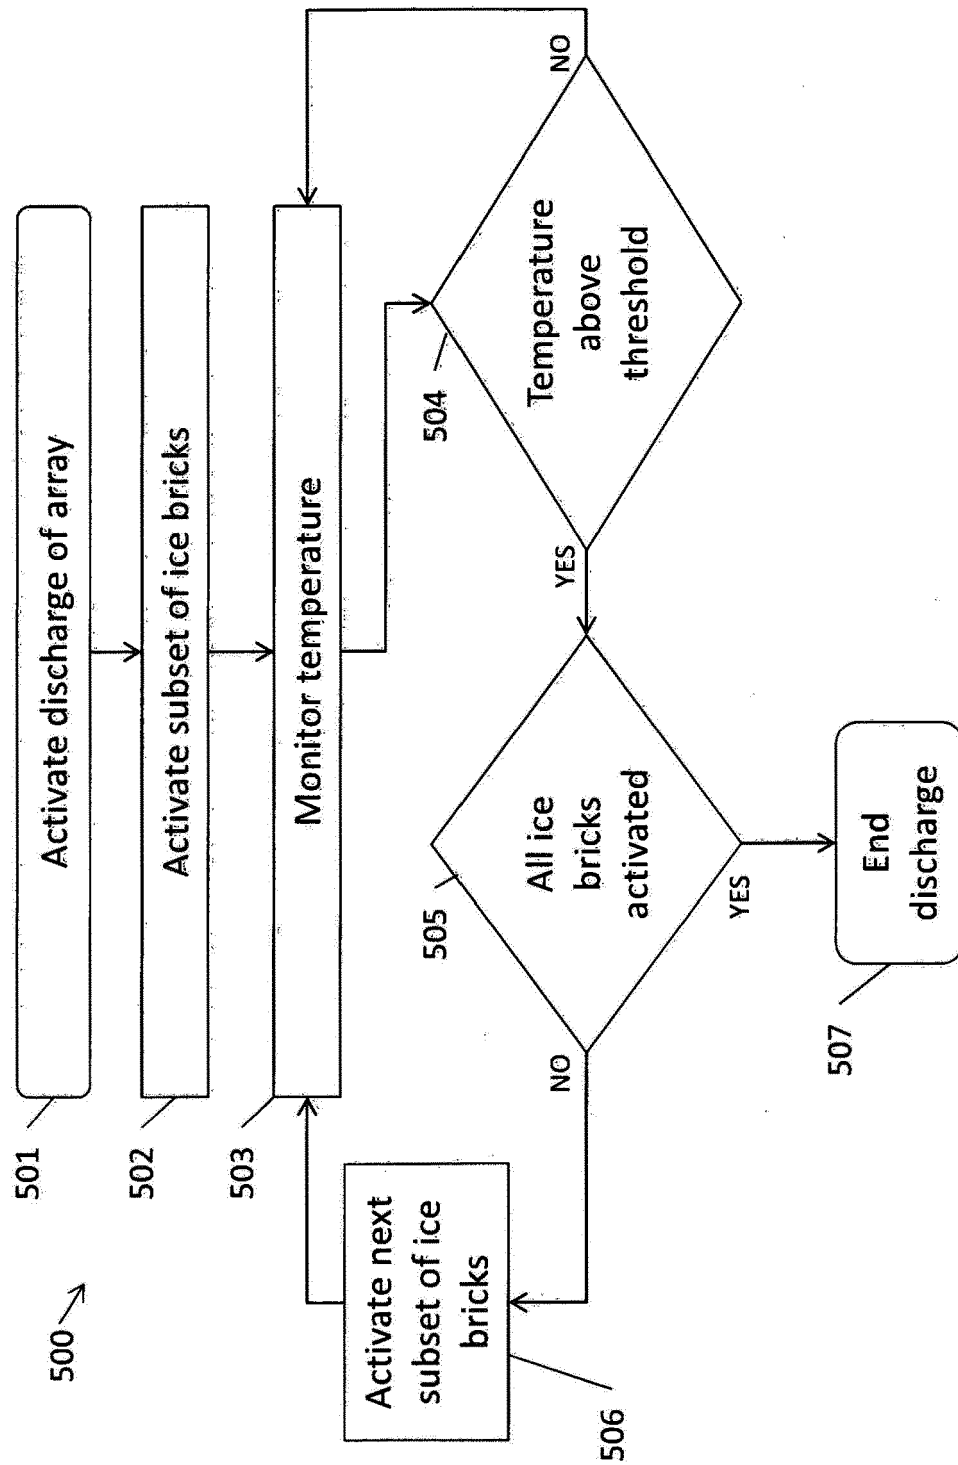 500
501
Activate discharge of array
502
Activate subset of ice bricks
503
Monitor temperature
504
Temperature
above
threshold
NO
YES
505
All ice
bricks
activated
NO
YES
506
Activate next
subset of ice
bricks
507
End
discharge